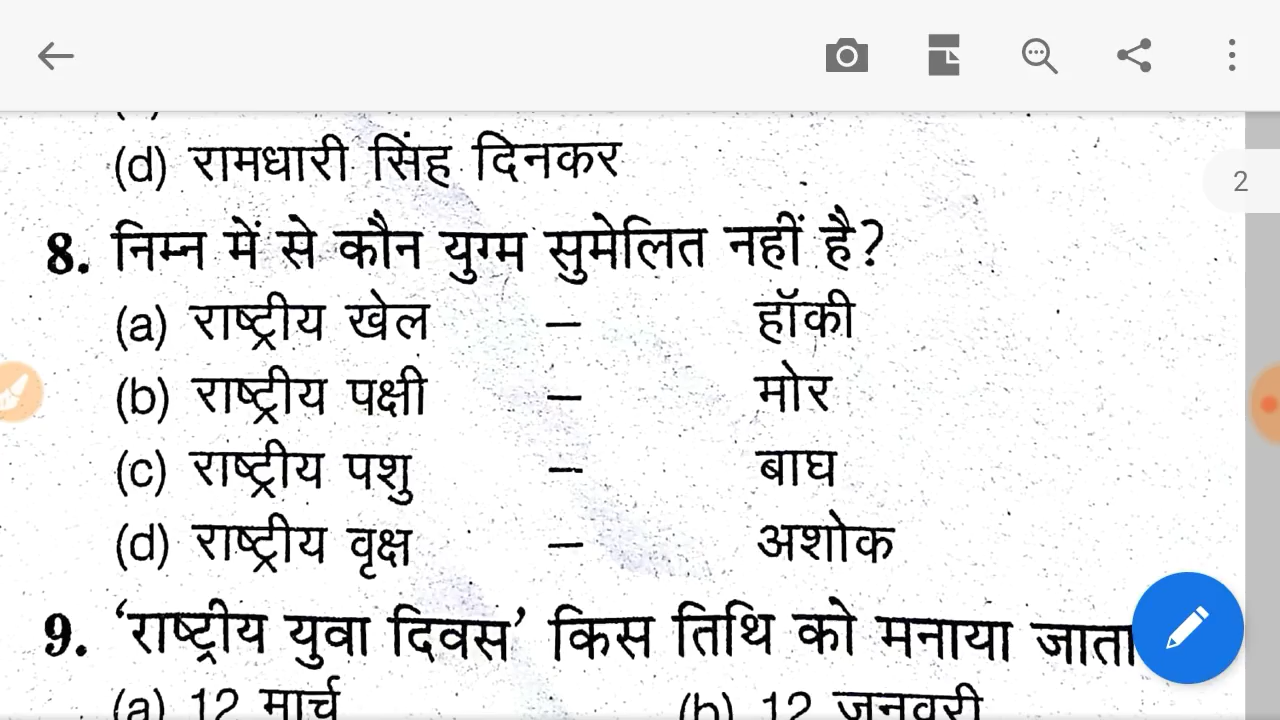 (d) रामधारी सिंह दिनकर
2
8. निम्न में से कौन युग्म सुमेलित नहीं है?
(a) राष्ट्रीय खेल – हॉकी
(b) राष्ट्रीय पक्षी – मोर
(c) राष्ट्रीय पशु – बाघ
(d) राष्ट्रीय वृक्ष – अशोक
9. ‘राष्ट्रीय युवा दिवस’ किस तिथि को मनाया जाता
(a) 12 मार्च (b) 12 जनवरी